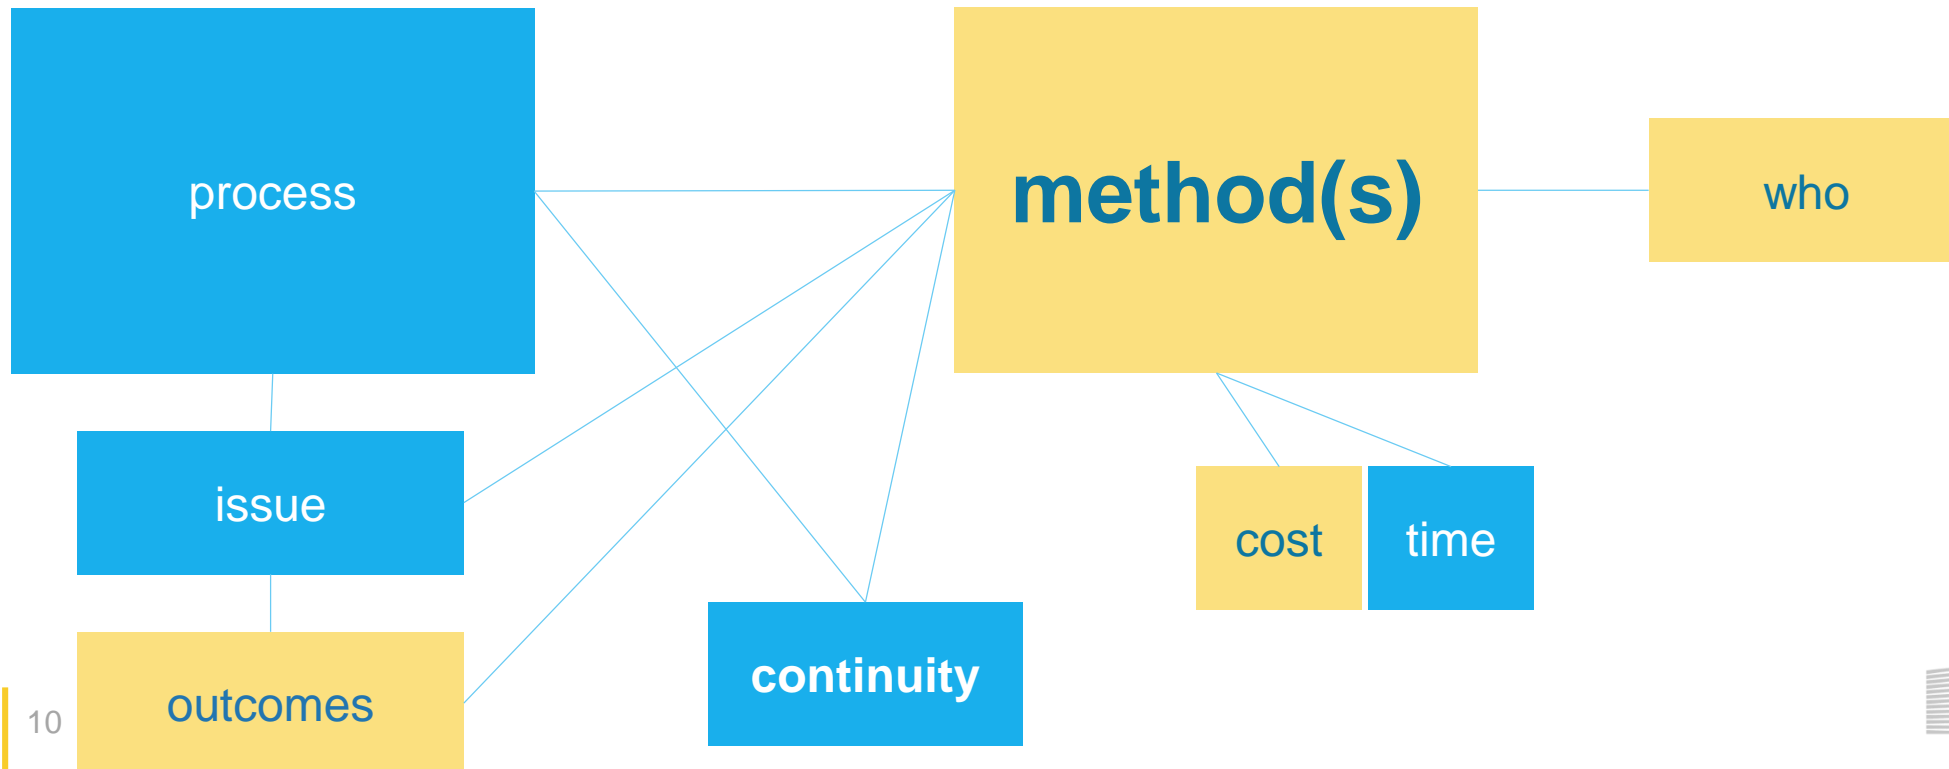 process
method(s)
who
issue
cost
time
continuity
outcomes
10